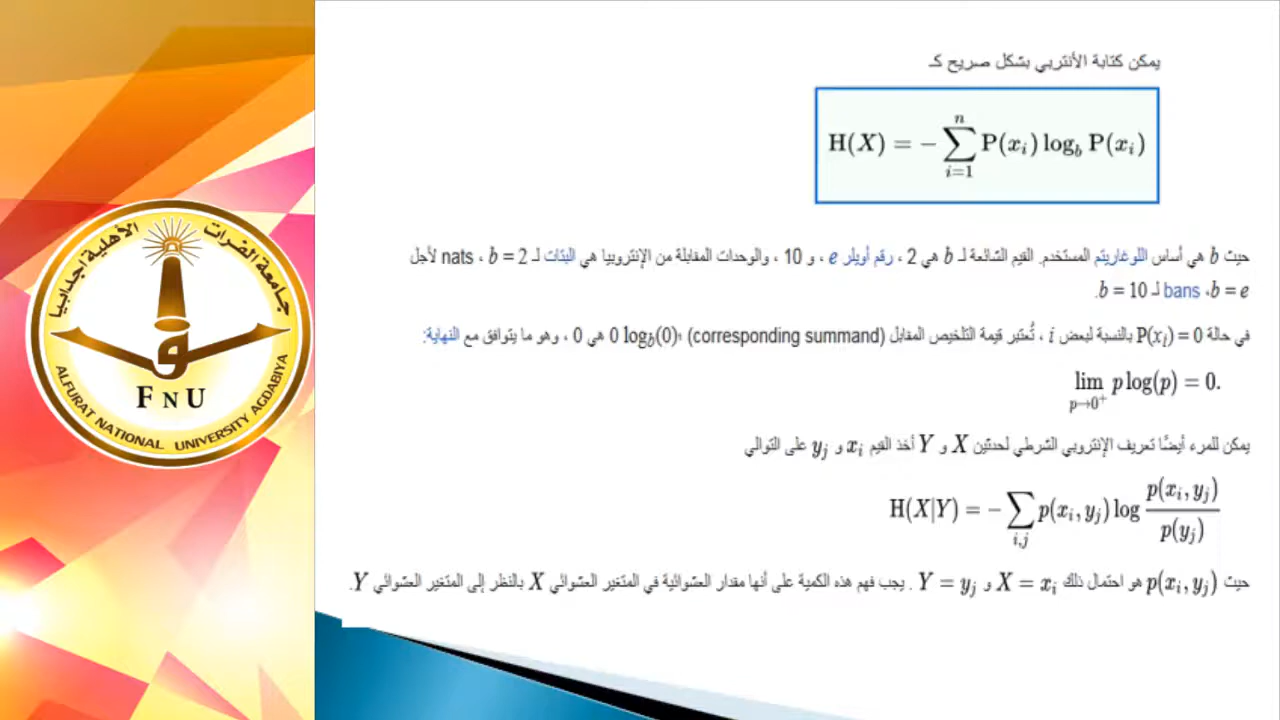 يمكن كتابة الأنتربي بشكل صريح كـ
H(X) = −∑_{i=1}^{n} P(x_i) log_b P(x_i)
حيث b هي أساس اللوغاريتم المستخدم. القيم الشائعة لـ b هي 2 ، رقم أويلر e ، و 10 ، والوحدات المقابلة من الإنتروبيا هي البتات لـ b = 2 ، nats لأجل
b = e، bans لـ b = 10.
في حالة P(x_i) = 0 بالنسبة لبعض i ، تُعتبر قيمة التلخيص المقابل (corresponding summand) 0 log_b(0) هي 0 ، وهو ما يتوافق مع النهاية:
lim_{p→0⁺} p log(p) = 0.
يمكن للمرء أيضًا تعريف الإنتروبي الشرطي لحدثين X و Y أخذ القيم x_i و y_j على التوالي
H(X|Y) = −∑_{i,j} p(x_i, y_j) log p(x_i, y_j) / p(y_j)
حيث p(x_i, y_j) هو احتمال ذلك X = x_i و Y = y_j . يجب فهم هذه الكمية على أنها مقدار العشوائية في المتغير العشوائي X بالنظر إلى المتغير العشوائي Y.
جامعة الفرات الأهلية اجدابيا
FNU
ALFURAT NATIONAL UNIVERSITY AGDABIYA